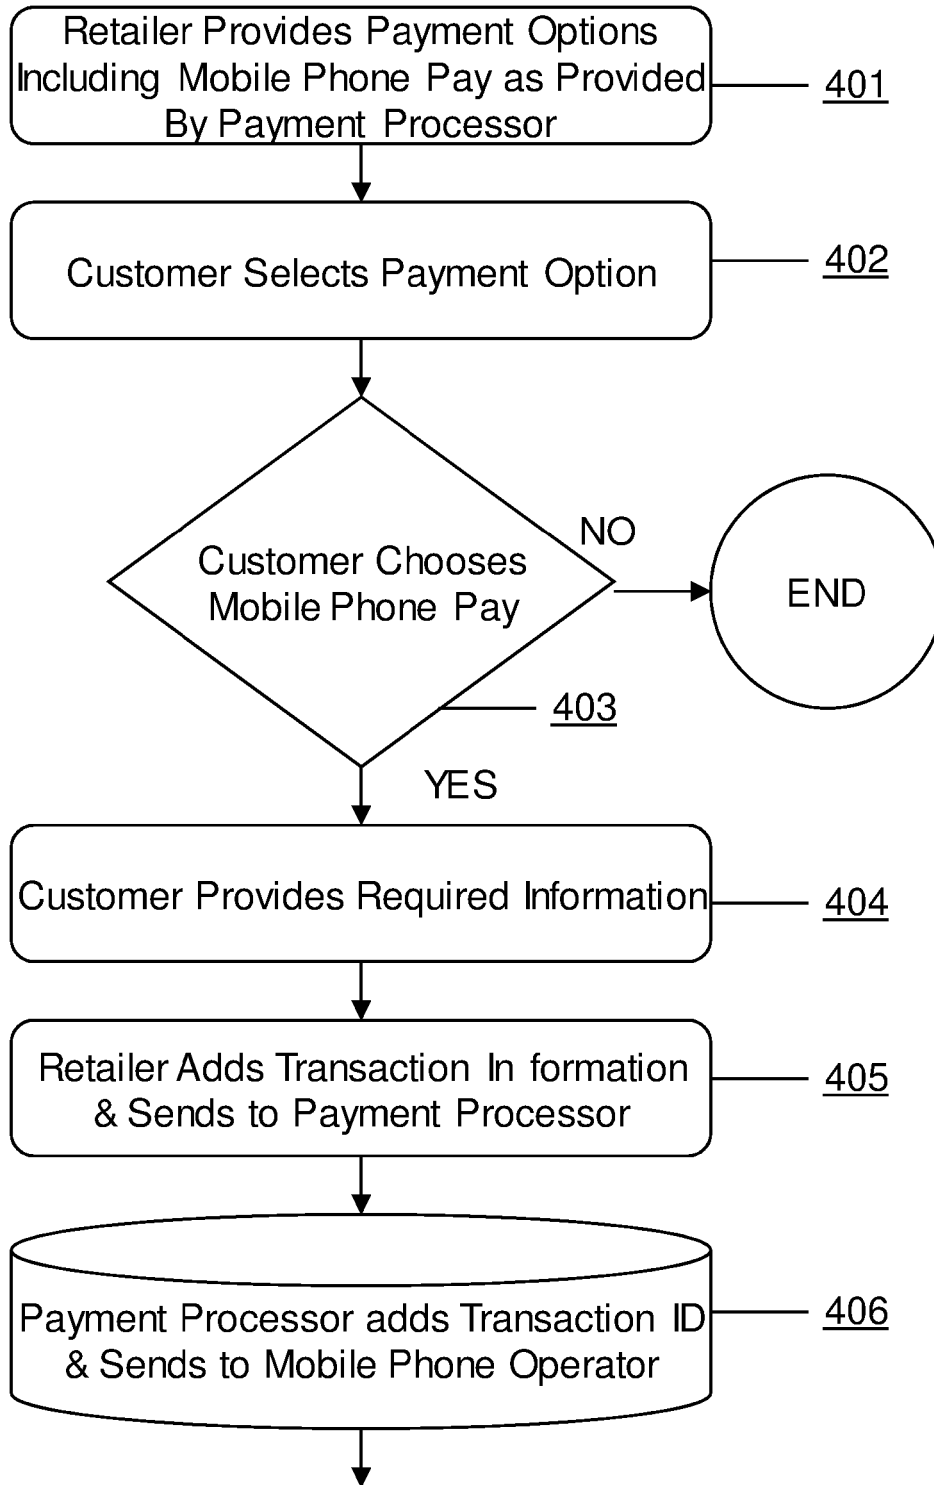 Retailer Provides Payment Options
Including Mobile Phone Pay as Provided
By Payment Processor
401
Customer Selects Payment Option
402
Customer Chooses
Mobile Phone Pay
NO
END
403
YES
Customer Provides Required Information
404
Retailer Adds Transaction In formation
& Sends to Payment Processor
405
Payment Processor adds Transaction ID
& Sends to Mobile Phone Operator
406